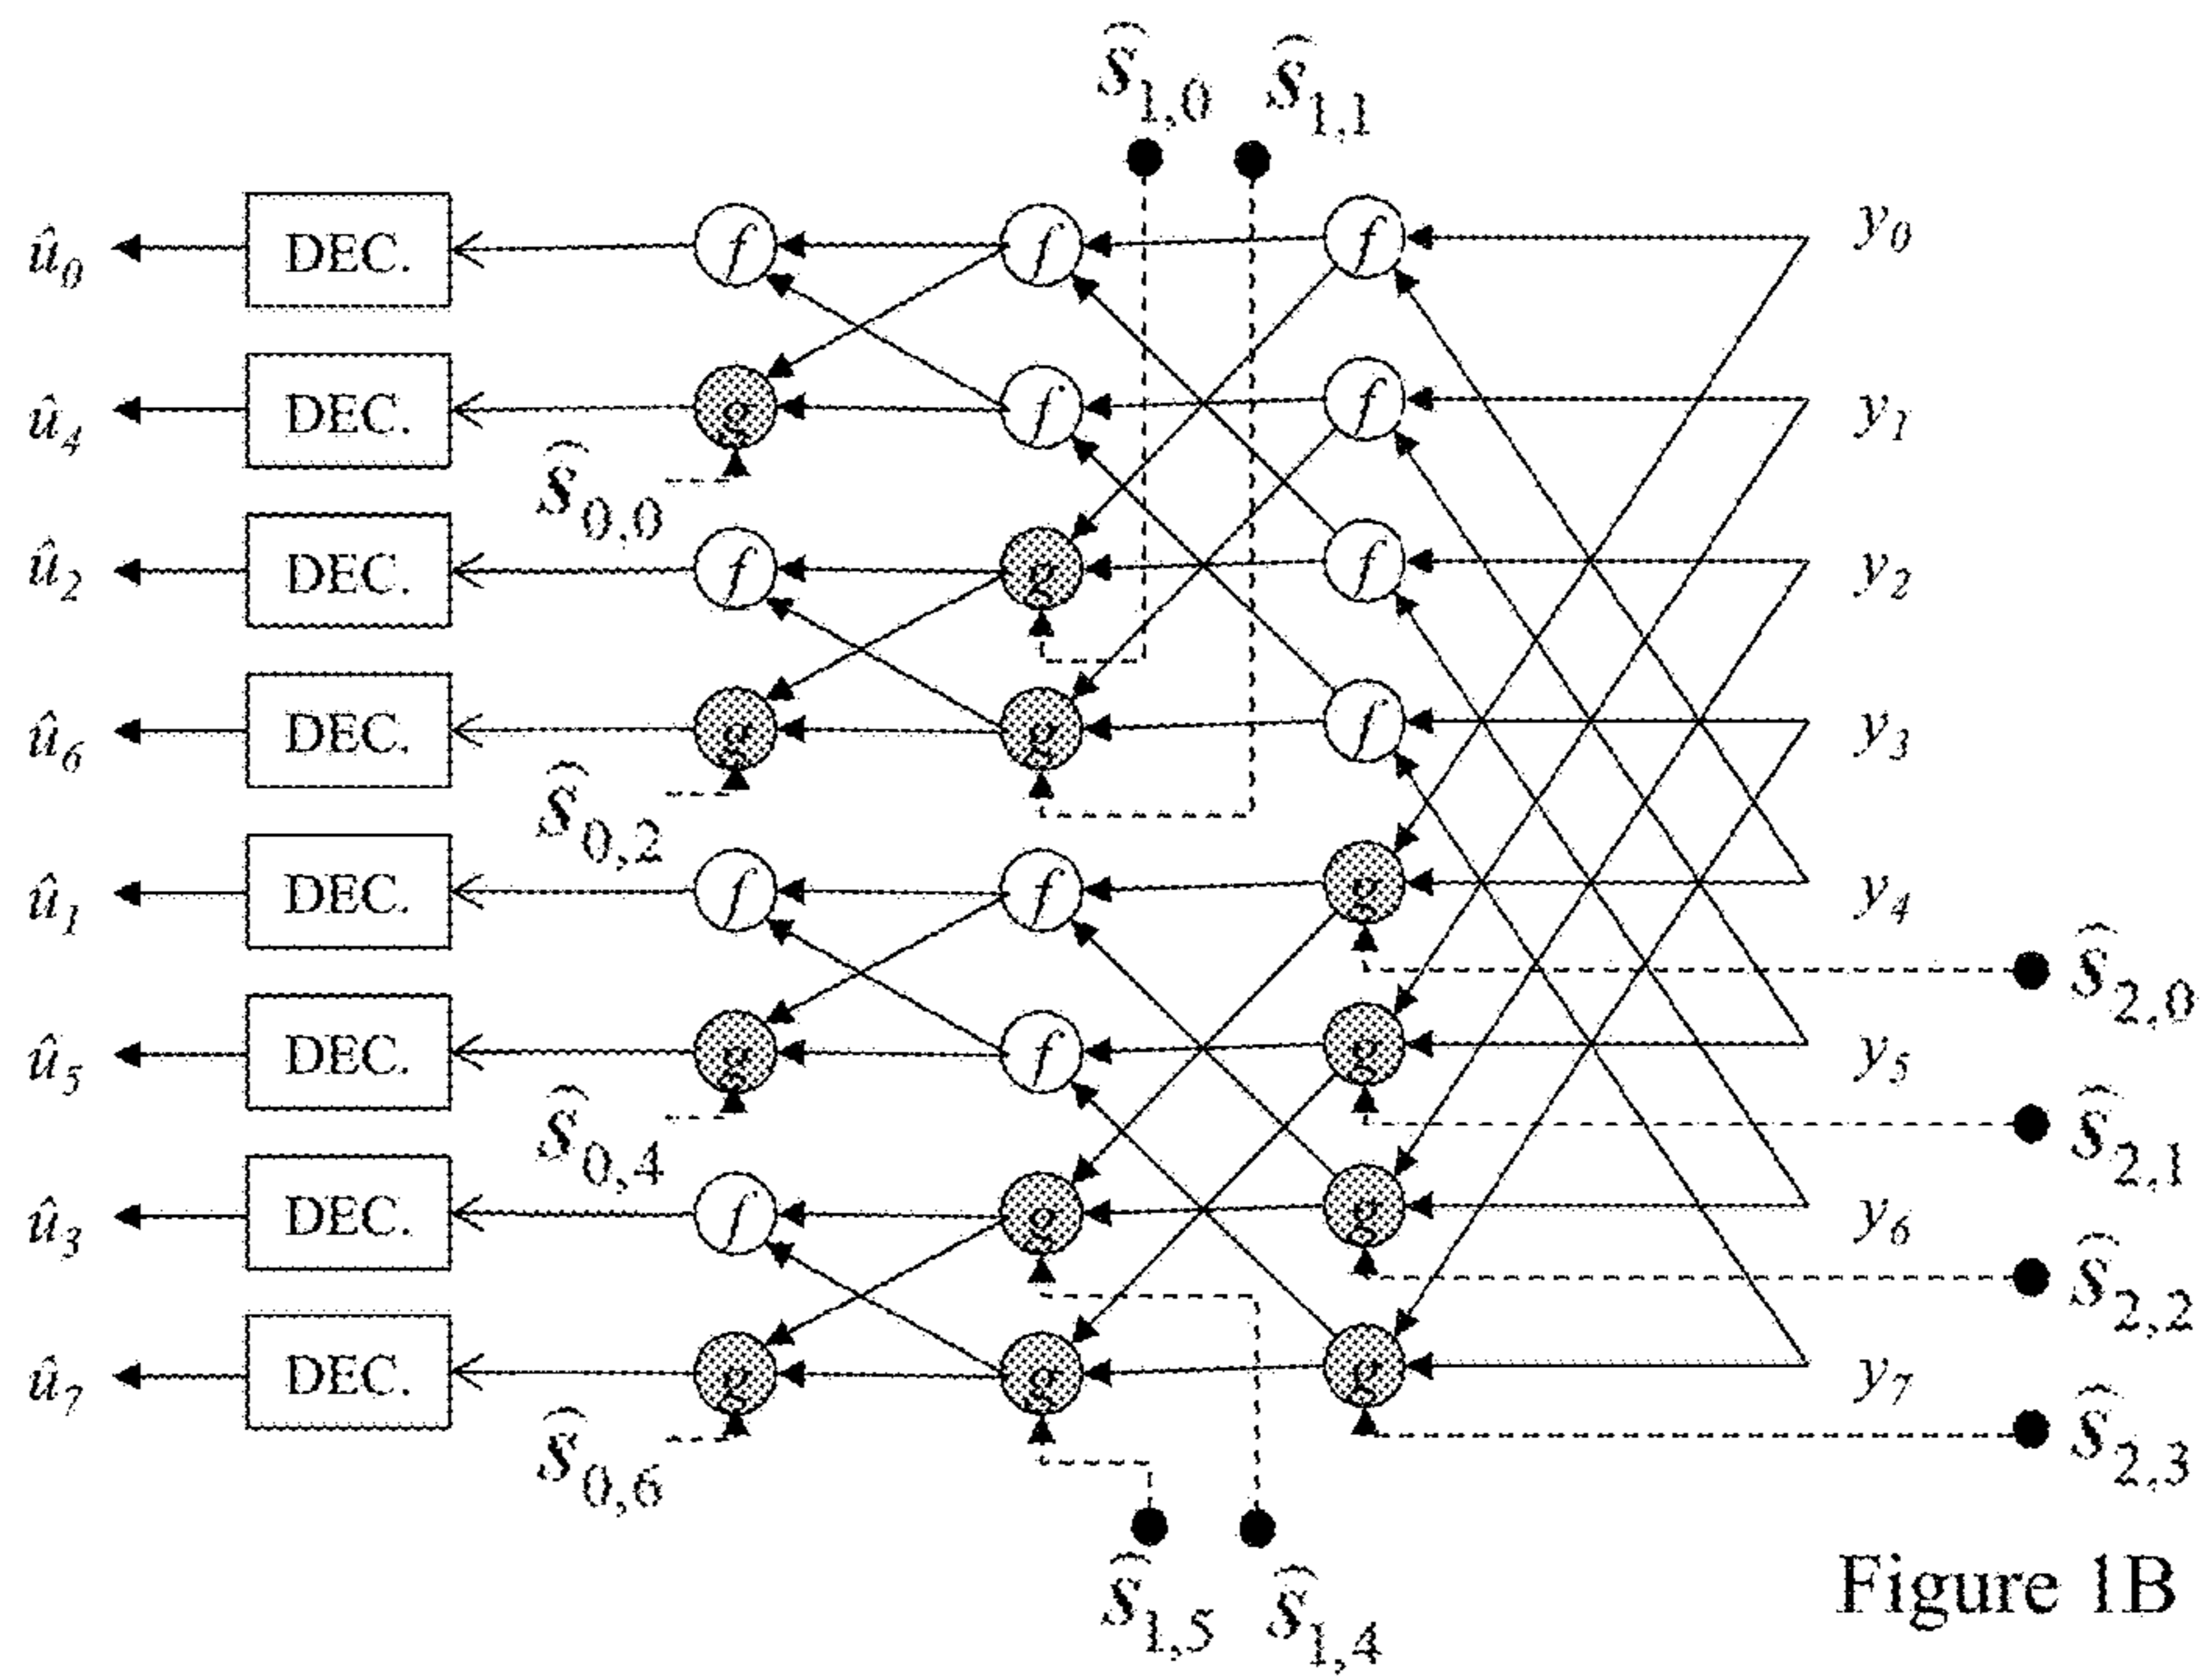 ŝ1,0 ŝ1,1
û0 DEC. f f f y0
û4 DEC. g f f y1
ŝ0,0
û2 DEC. f g f y2
û6 DEC. g g f y3
ŝ0,2
û1 DEC. f f g y4
ŝ2,0
û5 DEC. g f g y5
ŝ0,4 ŝ2,1
û3 DEC. f g g y6
ŝ2,2
û7 DEC. g g g y7
ŝ0,6 ŝ2,3
ŝ1,5 ŝ1,4
Figure 1B